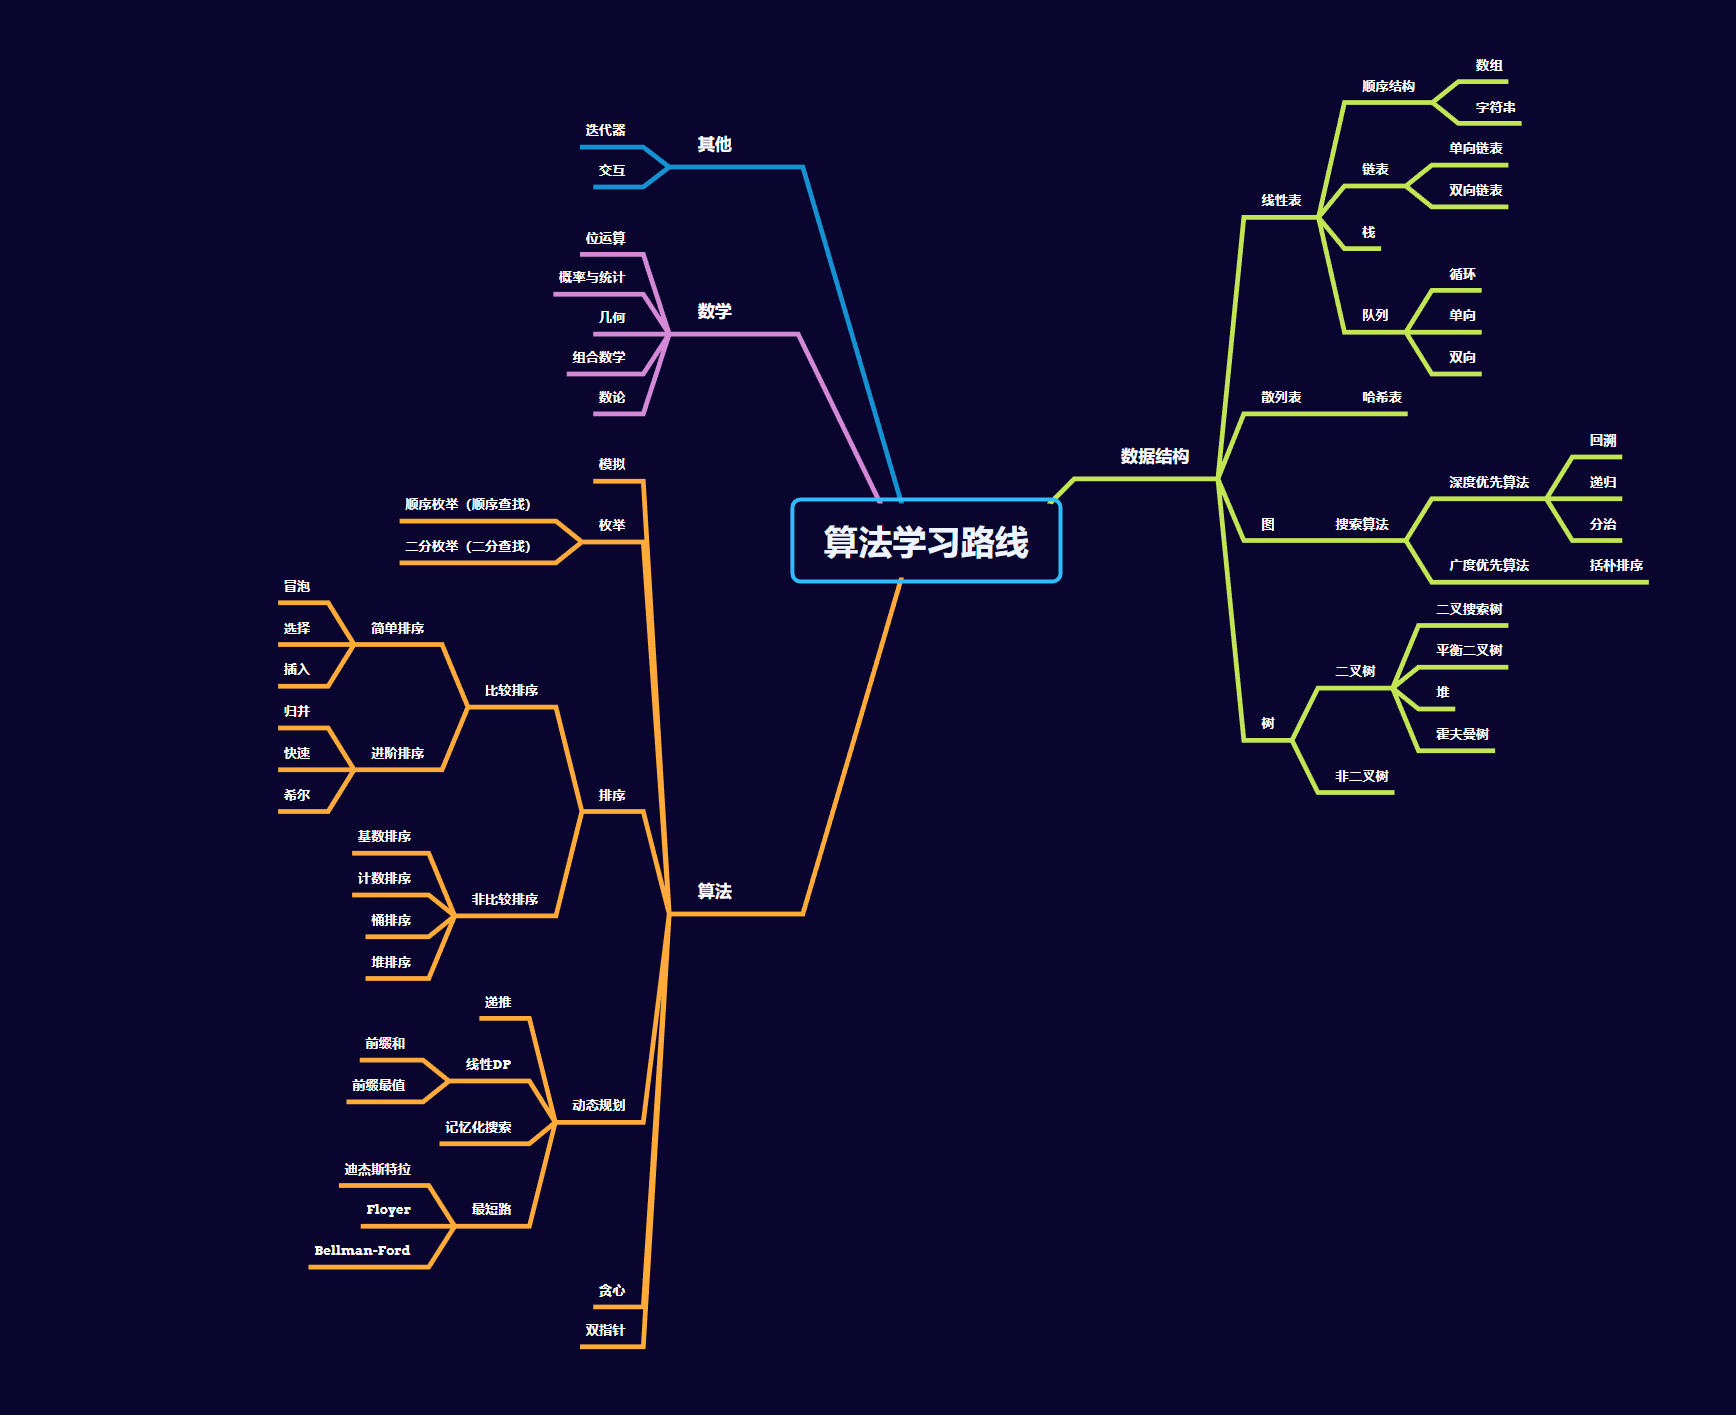 算法学习路线
数据结构
线性表
顺序结构
数组
字符串
链表
单向链表
双向链表
栈
队列
循环
单向
双向
散列表
哈希表
图
搜索算法
深度优先算法
回溯
递归
分治
广度优先算法
括朴排序
树
二叉树
二叉搜索树
平衡二叉树
堆
霍夫曼树
非二叉树
其他
迭代器
交互
数学
位运算
概率与统计
几何
组合数学
数论
算法
模拟
枚举
顺序枚举（顺序查找）
二分枚举（二分查找）
排序
比较排序
简单排序
冒泡
选择
插入
进阶排序
归并
快速
希尔
非比较排序
基数排序
计数排序
桶排序
堆排序
动态规划
递推
线性DP
前缀和
前缀最值
记忆化搜索
最短路
迪杰斯特拉
Floyer
Bellman-Ford
贪心
双指针